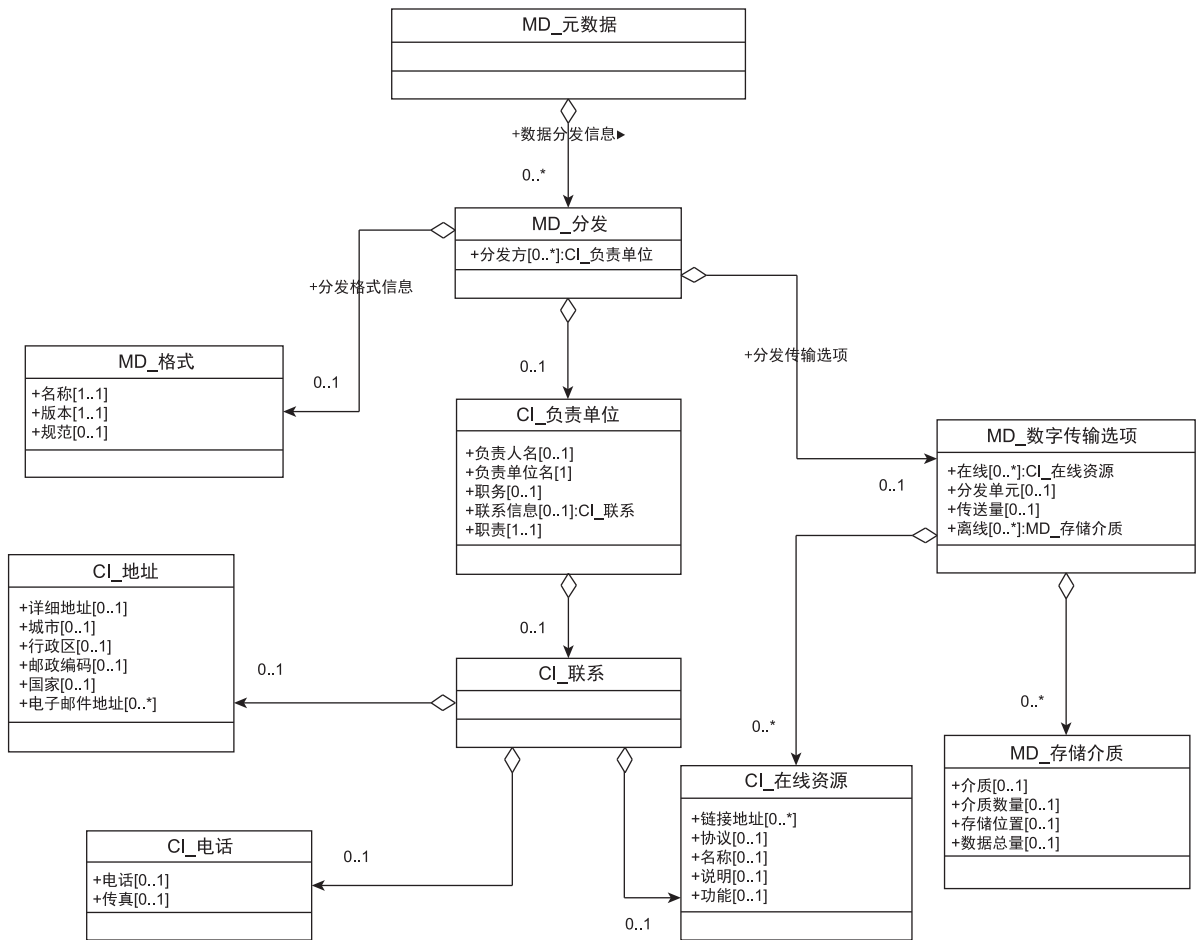 MD_元数据
+数据分发信息▸
0..*
MD_分发
+分发方[0..*]:CI_负责单位
+分发格式信息
0..1
MD_格式
+名称[1..1]
+版本[1..1]
+规范[0..1]
0..1
CI_负责单位
+负责人名[0..1]
+负责单位名[1]
+职务[0..1]
+联系信息[0..1]:CI_联系
+职责[1..1]
+分发传输选项
0..1
MD_数字传输选项
+在线[0..*]:CI_在线资源
+分发单元[0..1]
+传送量[0..1]
+离线[0..*]:MD_存储介质
CI_地址
+详细地址[0..1]
+城市[0..1]
+行政区[0..1]
+邮政编码[0..1]
+国家[0..1]
+电子邮件地址[0..*]
0..1
0..1
CI_联系
0..*
0..*
CI_电话
+电话[0..1]
+传真[0..1]
0..1
0..1
CI_在线资源
+链接地址[0..*]
+协议[0..1]
+名称[0..1]
+说明[0..1]
+功能[0..1]
MD_存储介质
+介质[0..1]
+介质数量[0..1]
+存储位置[0..1]
+数据总量[0..1]